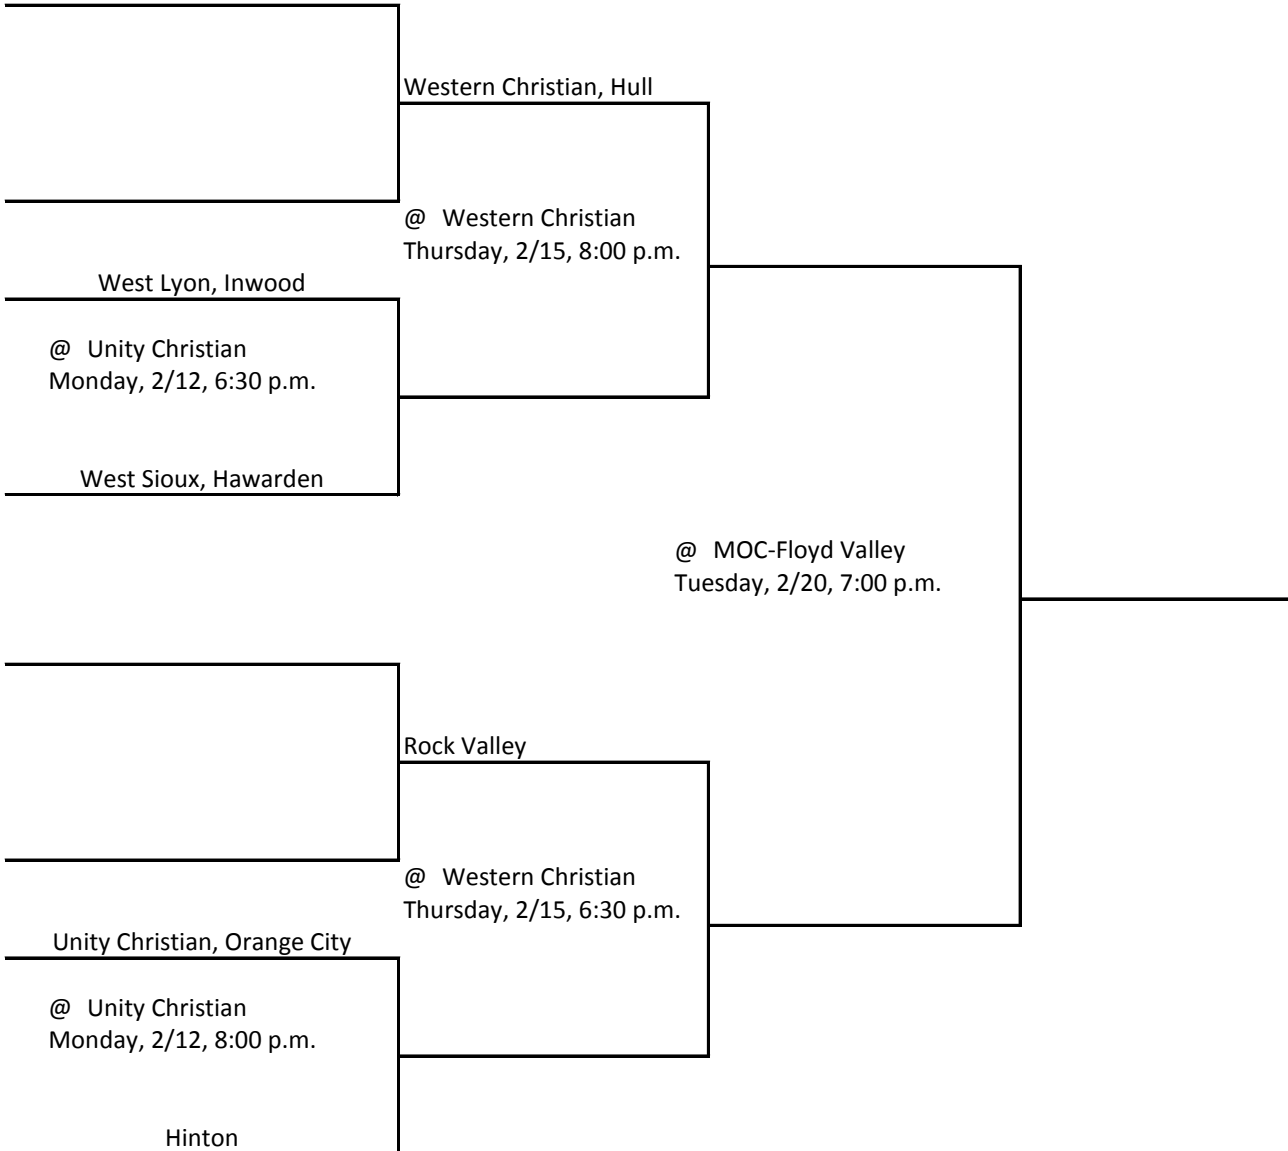 Western Christian, Hull
@ Western Christian
Thursday, 2/15, 8:00 p.m.
West Lyon, Inwood
@ Unity Christian
Monday, 2/12, 6:30 p.m.
West Sioux, Hawarden
@ MOC-Floyd Valley
Tuesday, 2/20, 7:00 p.m.
Rock Valley
@ Western Christian
Thursday, 2/15, 6:30 p.m.
Unity Christian, Orange City
@ Unity Christian
Monday, 2/12, 8:00 p.m.
Hinton